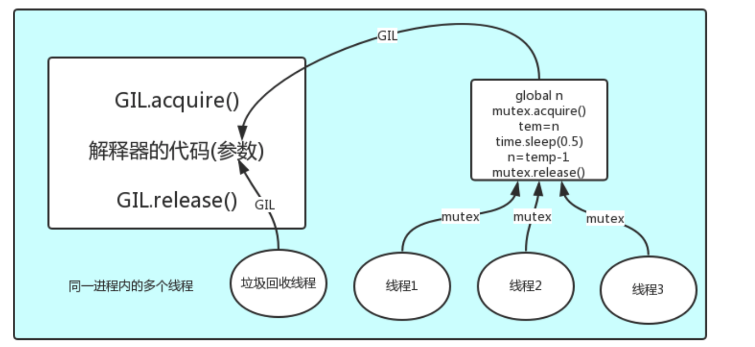 GIL
GIL.acquire()
解释器的代码(参数)
GIL.release()
GIL
global n
mutex.acquire()
tem=n
time.sleep(0.5)
n=temp-1
mutex.release()
mutex
mutex
mutex
同一进程内的多个线程
垃圾回收线程
线程1
线程2
线程3